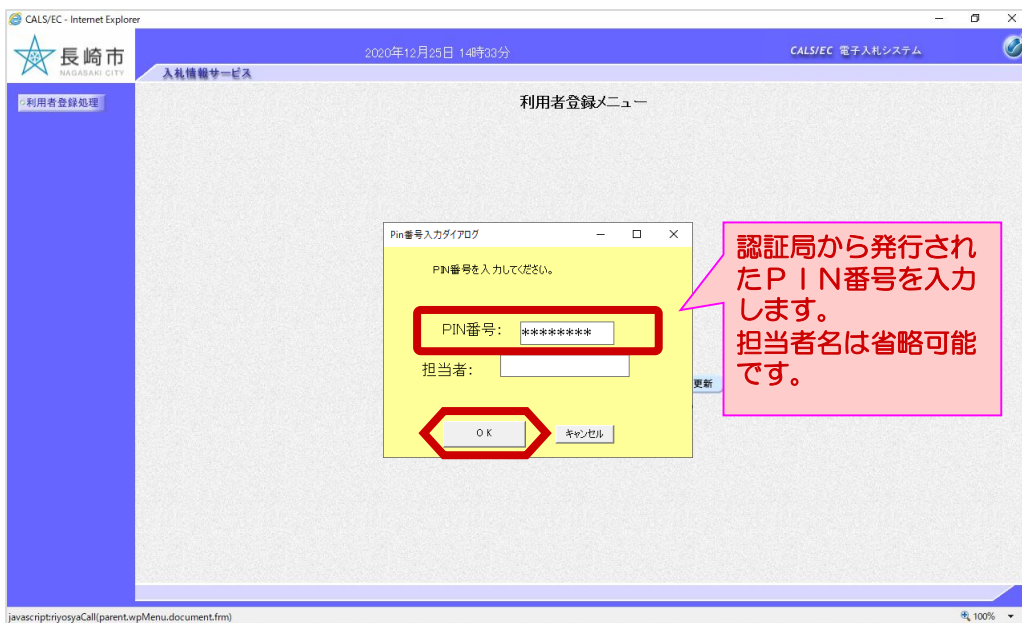 CALS/EC - Internet Explorer
長崎市
NAGASAKI CITY
2020年12月25日 14時33分
CALS/EC 電子入札システム
入札情報サービス
○利用者登録処理
利用者登録メニュー
Pin番号入力ダイアログ
PIN番号を入力してください。
PIN番号: ********
担当者:
OK
キャンセル
更新
認証局から発行され
たPIN番号を入力
します。
担当者名は省略可能
です。
javascript:riyosyaCall(parent.wpMenu.document.frm)
100%